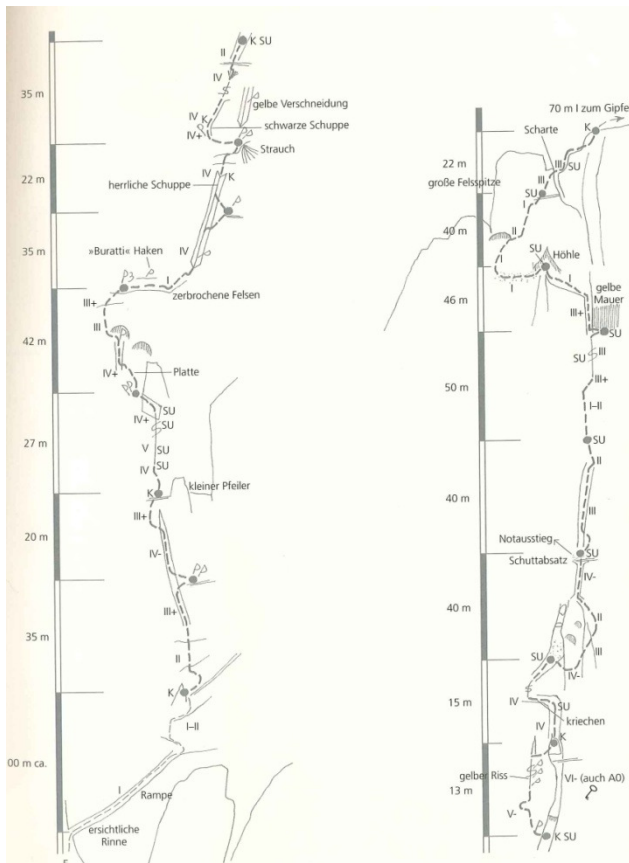 K SU
II
IV
35 m
gelbe Verschneidung
IV
K
IV+
schwarze Schuppe
Strauch
IV
K
22 m
herrliche Schuppe
35 m
»Buratti« Haken
IV
I
zerbrochene Felsen
III+
III
42 m
IV+
Platte
SU
IV+
SU
V
SU
27 m
IV
SU
K
kleiner Pfeiler
III+
20 m
IV-
III+
35 m
II
K
I–II
00 m ca.
I
Rampe
ersichtliche
Rinne
70 m I zum Gipfe
K
Scharte
22 m
III
SU
große Felsspitze
III
SU
I
40 m
II
SU
Höhle
I
I
I
46 m
III+
gelbe
Mauer
SU
III
SU
III+
50 m
I–II
SU
II
40 m
III
Notausstieg
SU
Schuttabsatz
IV-
40 m
II
III
SU
IV-
15 m
IV
SU
kriechen
IV
K
gelber Riss
VI- (auch A0)
13 m
V-
K SU